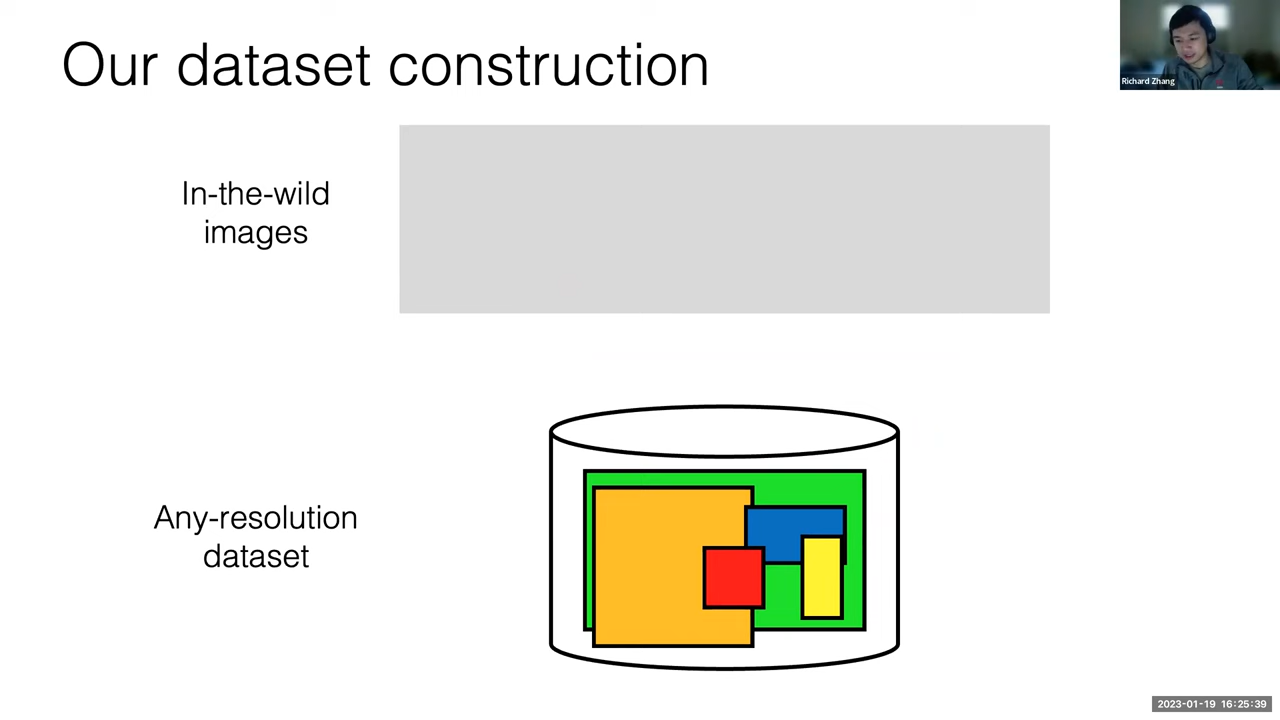 Our dataset construction
Richard Zhang
In-the-wild
images
Any-resolution
dataset
2023-01-19 16:25:39